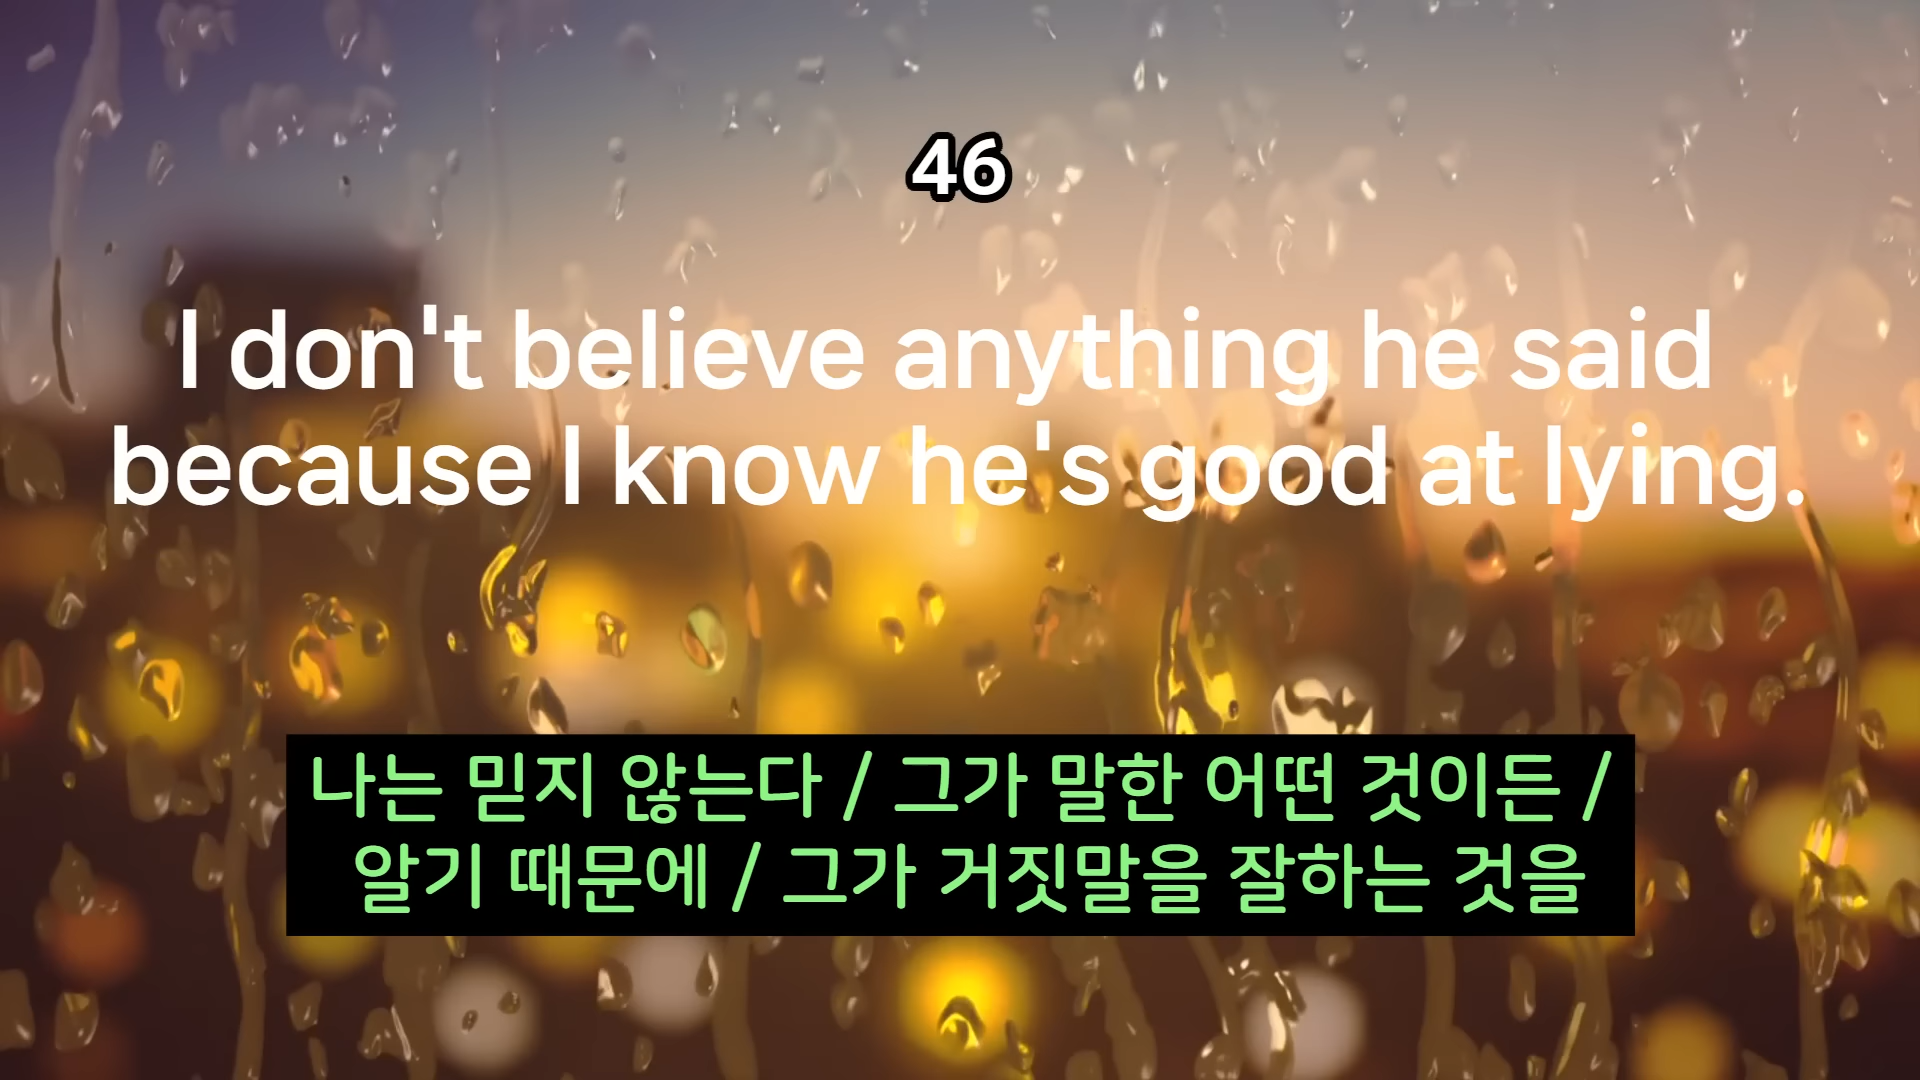 46
I don't believe anything he said
because I know he's good at lying.
나는 믿지 않는다 / 그가 말한 어떤 것이든 /
알기 때문에 / 그가 거짓말을 잘하는 것을